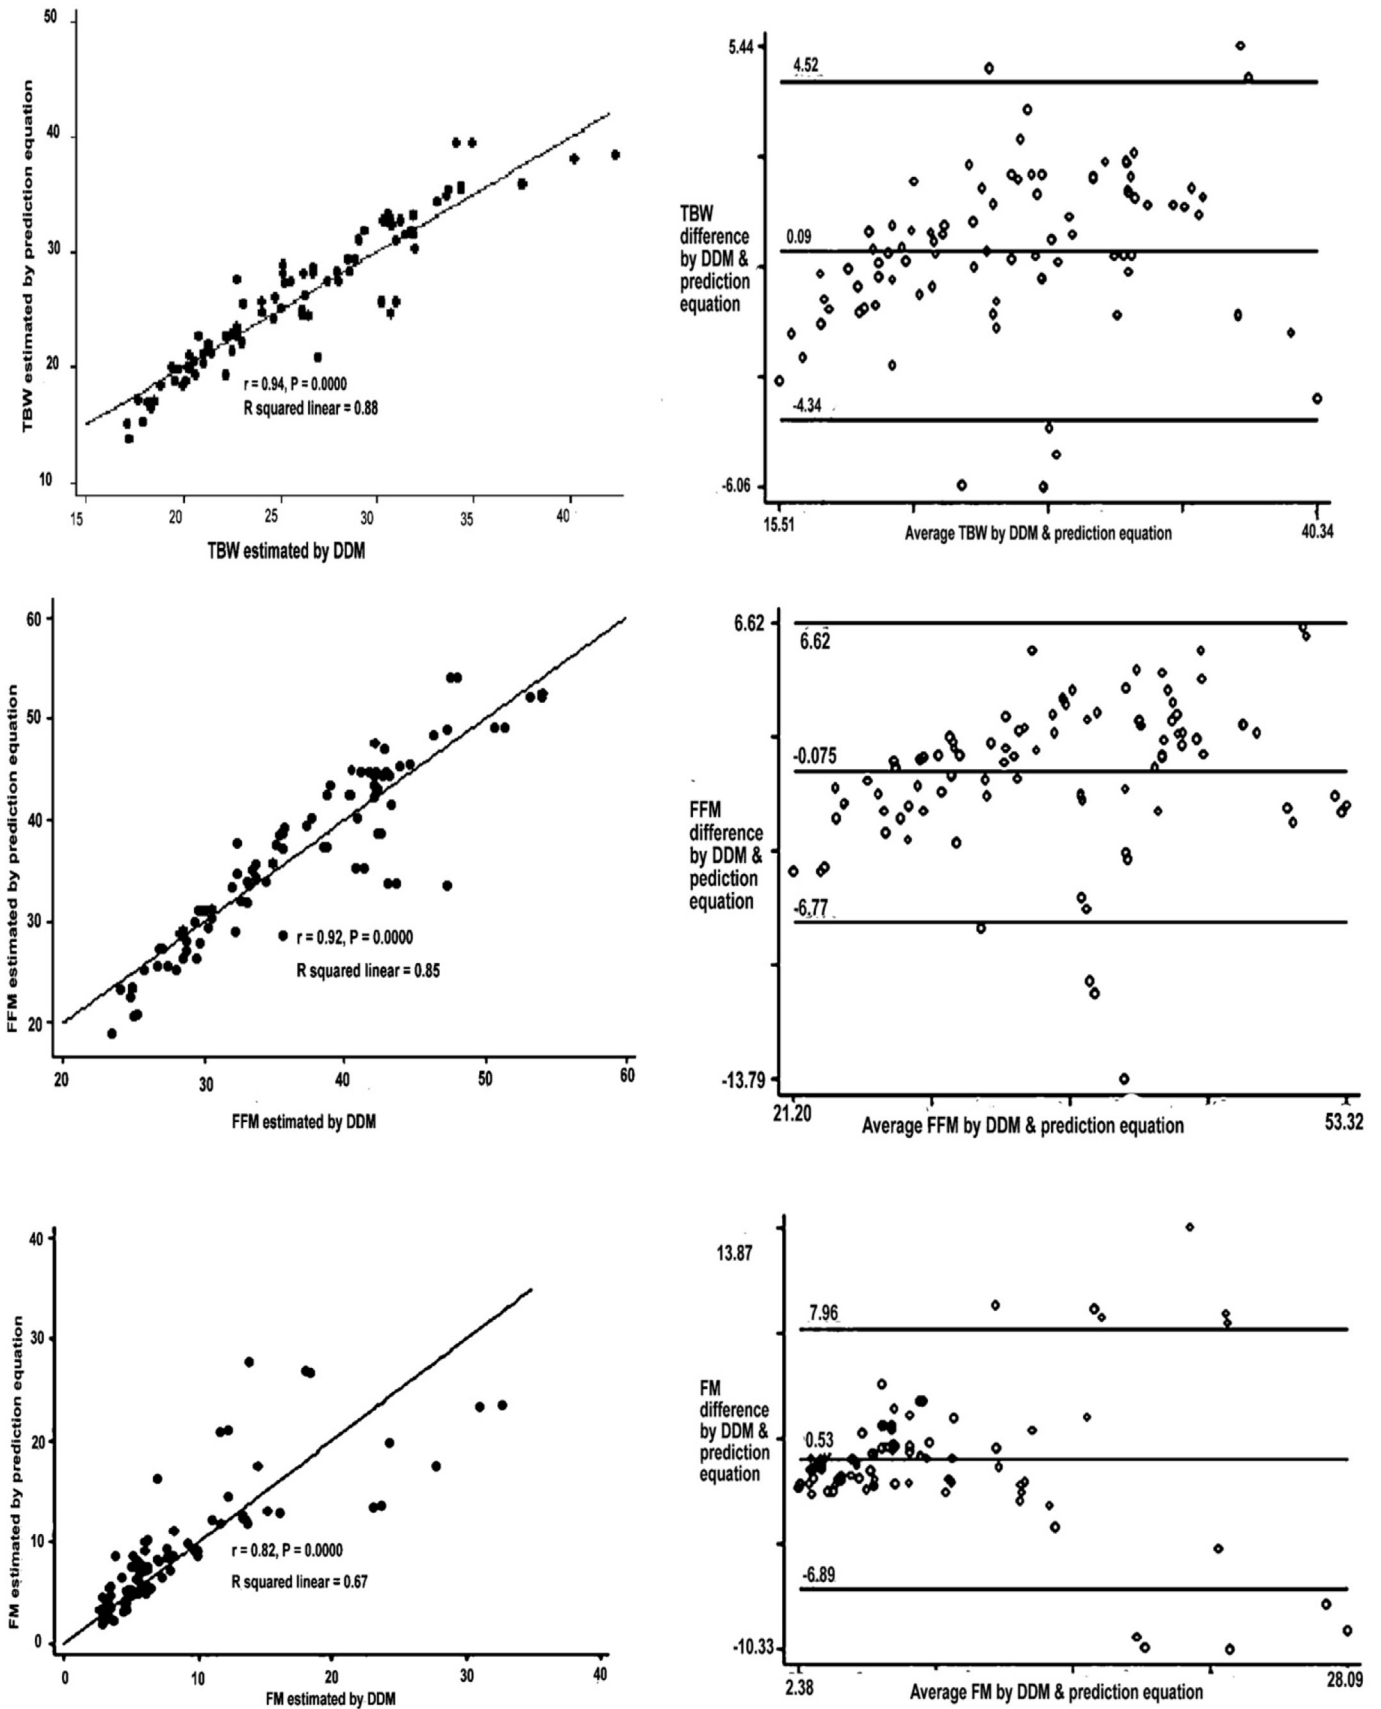 50
40
30
20
10
TBW estimated by prediction equation
r = 0.94, P = 0.0000
R squared linear = 0.88
15
20
25
30
35
40
TBW estimated by DDM
5.44
4.52
TBW
difference
by DDM &
prediction
equation
0.09
-4.34
-6.06
15.51
Average TBW by DDM & prediction equation
40.34
60
50
40
30
20
FFM estimated by prediction equation
r = 0.92, P = 0.0000
R squared linear = 0.85
20
30
40
50
60
FFM estimated by DDM
6.62
6.62
-0.075
FFM
difference
by DDM &
pediction
equation
-6.77
-13.79
21.20
Average FFM by DDM & prediction equation
53.32
40
30
20
10
0
FM estimated by prediction equation
r = 0.82, P = 0.0000
R squared linear = 0.67
0
10
20
30
40
FM estimated by DDM
13.87
7.96
FM
difference
by DDM &
prediction
equation
0.53
-6.89
-10.33
2.38
Average FM by DDM & prediction equation
28.09